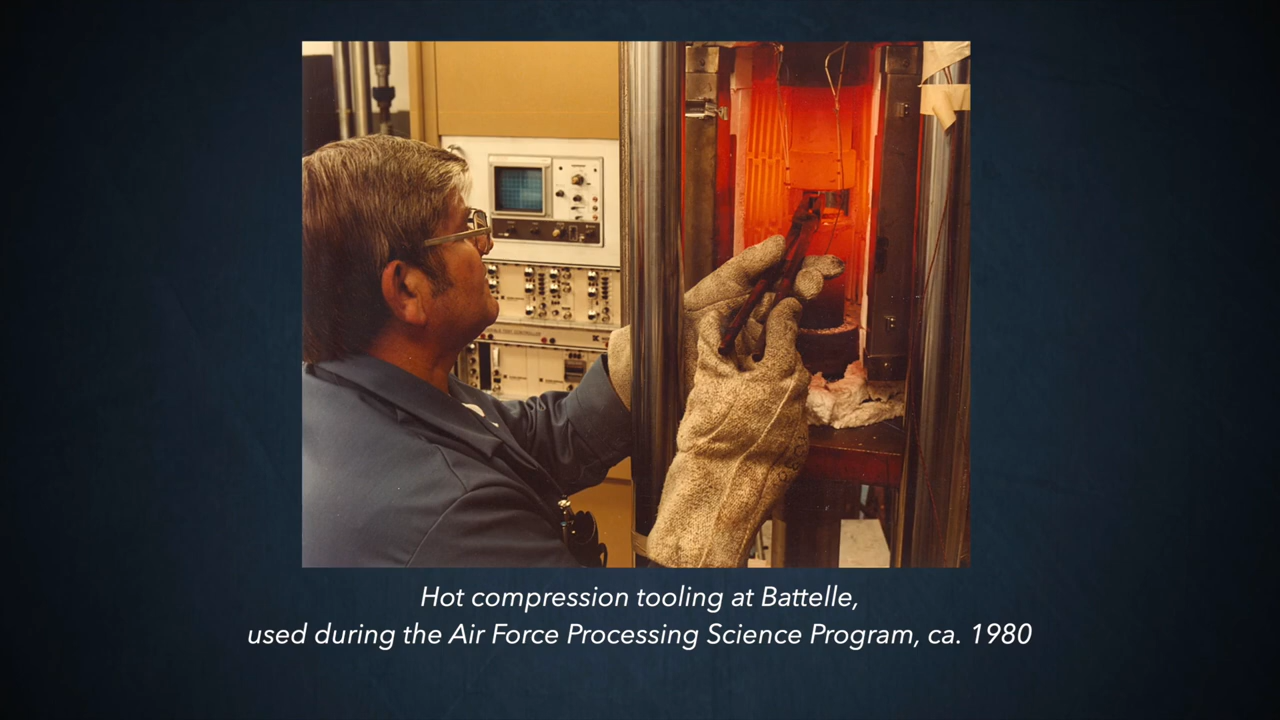 Hot compression tooling at Battelle,
used during the Air Force Processing Science Program, ca. 1980